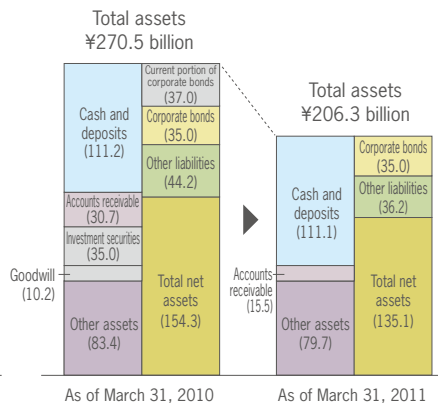 Total assets
¥270.5 billion
Cash and
deposits
(111.2)
Accounts receivable
(30.7)
Investment securities
(35.0)
Goodwill
(10.2)
Other assets
(83.4)
Current portion of
corporate bonds
(37.0)
Corporate bonds
(35.0)
Other liabilities
(44.2)
Total net
assets
(154.3)
As of March 31, 2010
Total assets
¥206.3 billion
Cash and
deposits
(111.1)
Accounts
receivable
(15.5)
Other assets
(79.7)
Corporate bonds
(35.0)
Other liabilities
(36.2)
Total net
assets
(135.1)
As of March 31, 2011